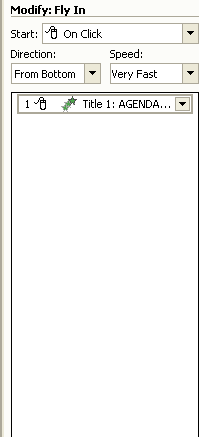 Modify: Fly In
Start: On Click
Direction: Speed:
From Bottom Very Fast
1 Title 1: AGENDA...